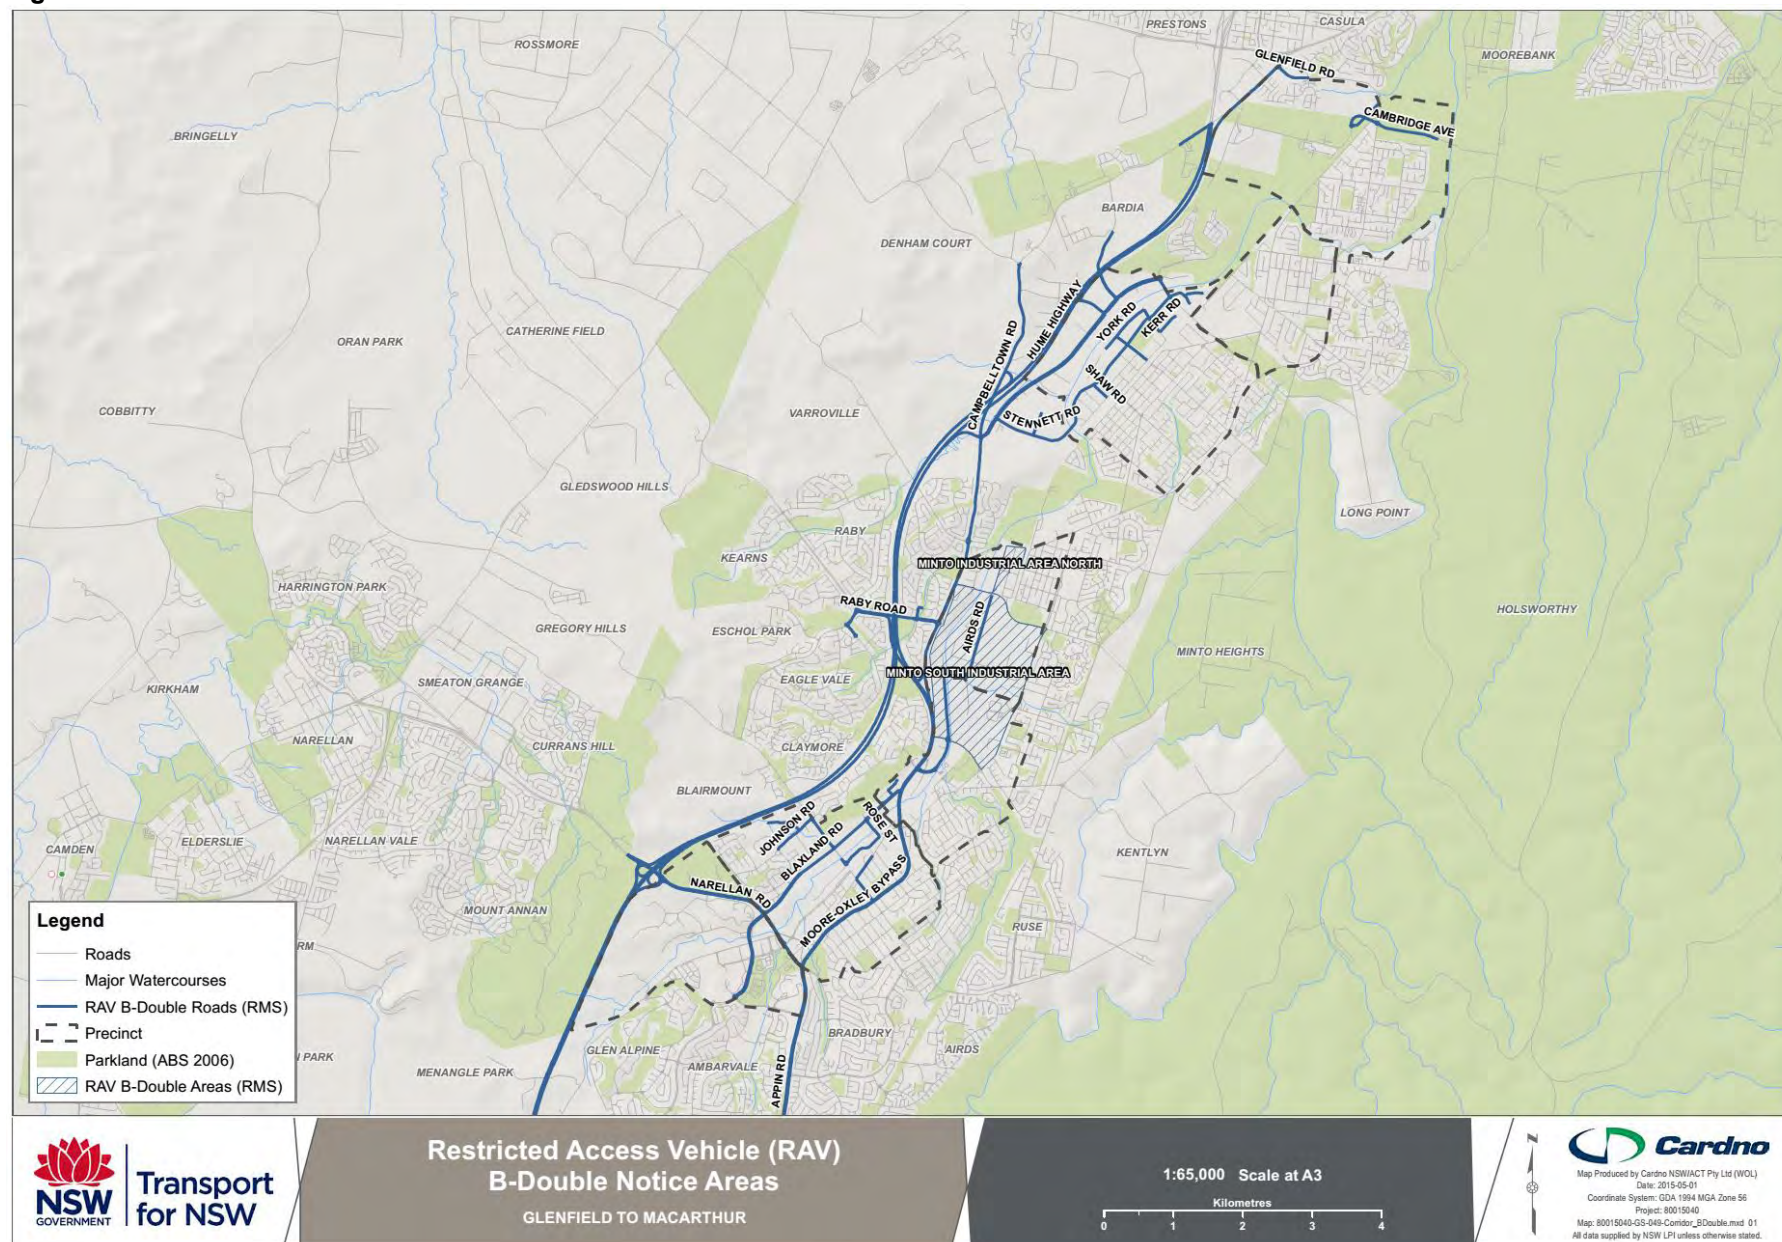 PRESTONS
CASULA
ROSSMORE
MOOREBANK
GLENFIELD RD
CAMBRIDGE AVE
BRINGELLY
BARDIA
DENHAM COURT
HUME HIGHWAY
YORK RD
KERR RD
CAMPBELLTOWN RD
CATHERINE FIELD
ORAN PARK
SHAW RD
COBBITTY
VARROVILLE
STENNETT RD
GLEDSWOOD HILLS
LONG POINT
RABY
KEARNS
MINTO INDUSTRIAL AREA NORTH
HARRINGTON PARK
RABY ROAD
AIRDS RD
HOLSWORTHY
GREGORY HILLS
ESCHOL PARK
MINTO HEIGHTS
MINTO SOUTH INDUSTRIAL AREA
EAGLE VALE
SMEATON GRANGE
KIRKHAM
NARELLAN
CURRANS HILL
CLAYMORE
BLAIRMOUNT
JOHNSON RD
ROSE ST
BLAXLAND RD
ELDERSLIE
NARELLAN VALE
CAMDEN
KENTLYN
NARELLAN RD
MOORE-OXLEY BYPASS
MOUNT ANNAN
RUSE
RM
BRADBURY
GLEN ALPINE
AIRDS
N PARK
MENANGLE PARK
AMBARVALE
APPIN RD
Legend
Roads
Major Watercourses
RAV B-Double Roads (RMS)
Precinct
Parkland (ABS 2006)
RAV B-Double Areas (RMS)
NSW
GOVERNMENT
Transport
for NSW
Restricted Access Vehicle (RAV)
B-Double Notice Areas
GLENFIELD TO MACARTHUR
1:65,000 Scale at A3
Kilometres
0 1 2 3 4
N
Cardno
Map Produced by Cardno NSW/ACT Pty Ltd (WOL)
Date: 2015-05-01
Coordinate System: GDA 1994 MGA Zone 56
Project: 80015040
Map: 80015040-GS-049-Corridor_BDouble.mxd 01
All data supplied by NSW LPI unless otherwise stated.